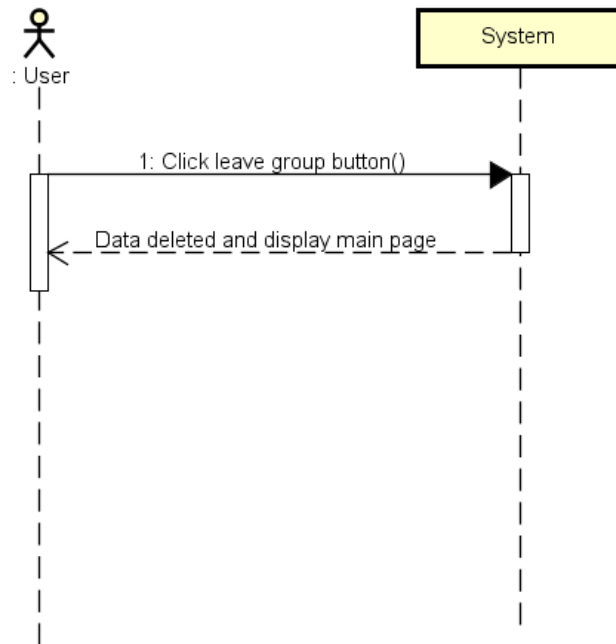 System
: User
1: Click leave group button()
Data deleted and display main page